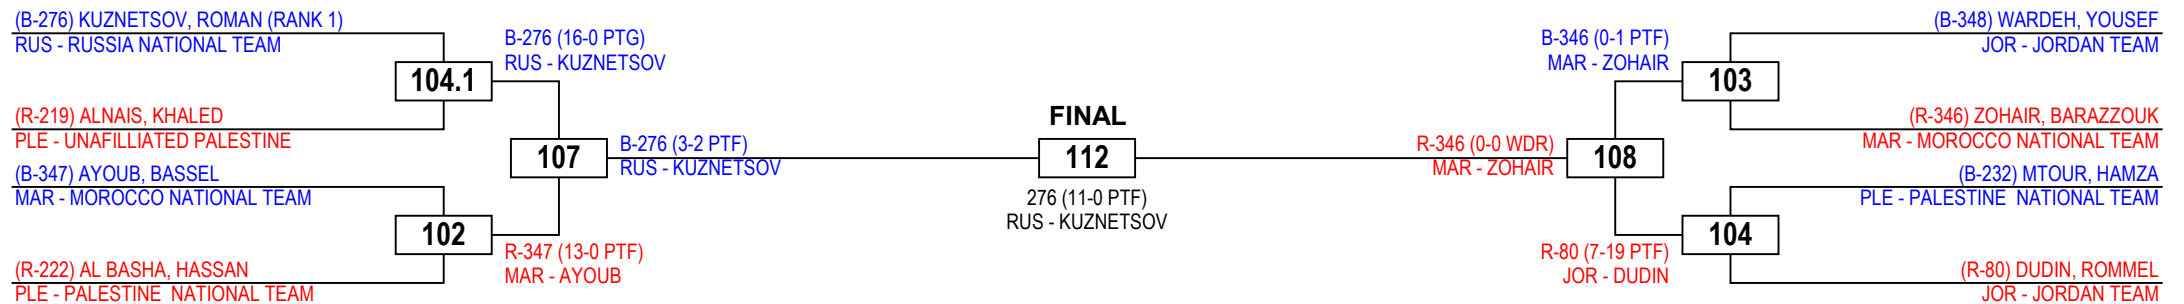 (B-276) KUZNETSOV, ROMAN (RANK 1)
RUS - RUSSIA NATIONAL TEAM
B-276 (16-0 PTG)
RUS - KUZNETSOV
104.1
(R-219) ALNAIS, KHALED
PLE - UNAFILLIATED PALESTINE
107
B-276 (3-2 PTF)
RUS - KUZNETSOV
(B-347) AYOUB, BASSEL
MAR - MOROCCO NATIONAL TEAM
102
R-347 (13-0 PTF)
MAR - AYOUB
(R-222) AL BASHA, HASSAN
PLE - PALESTINE  NATIONAL TEAM
FINAL
112
276 (11-0 PTF)
RUS - KUZNETSOV
(B-348) WARDEH, YOUSEF
JOR - JORDAN TEAM
B-346 (0-1 PTF)
MAR - ZOHAIR
103
(R-346) ZOHAIR, BARAZZOUK
MAR - MOROCCO NATIONAL TEAM
R-346 (0-0 WDR)
MAR - ZOHAIR
108
(B-232) MTOUR, HAMZA
PLE - PALESTINE  NATIONAL TEAM
104
R-80 (7-19 PTF)
JOR - DUDIN
(R-80) DUDIN, ROMMEL
JOR - JORDAN TEAM